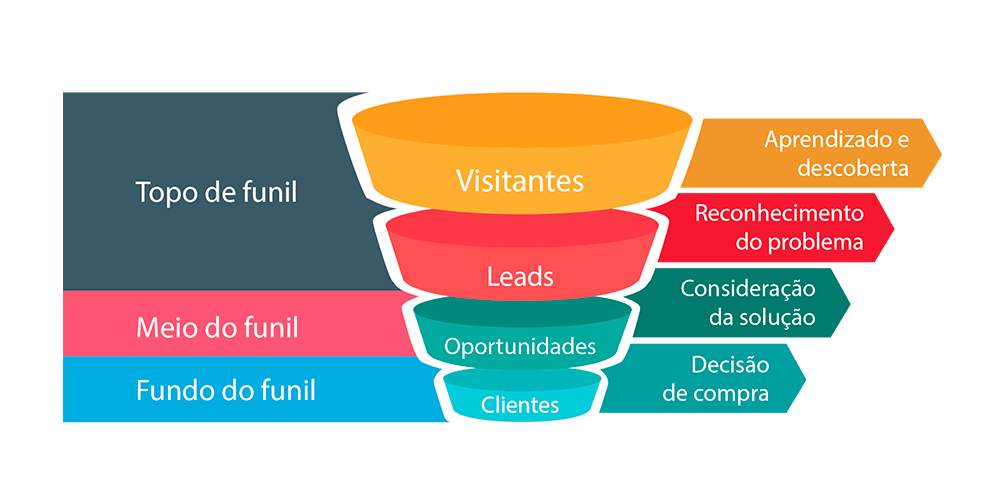 Topo de funil
Meio do funil
Fundo do funil
Visitantes
Leads
Oportunidades
Clientes
Aprendizado e
descoberta
Reconhecimento
do problema
Consideração
da solução
Decisão
de compra